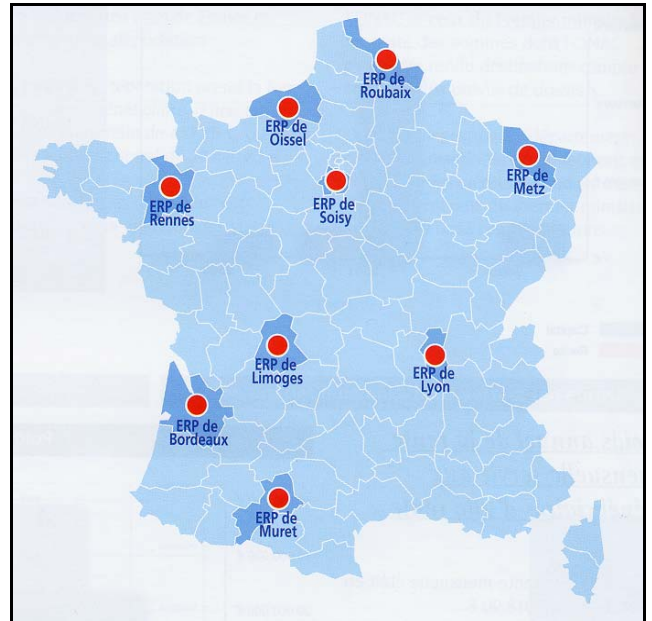 ERP de
Roubaix
ERP de
Oissel
ERP de
Metz
ERP de
Rennes
ERP de
Soisy
ERP de
Limoges
ERP de
Lyon
ERP de
Bordeaux
ERP de
Muret